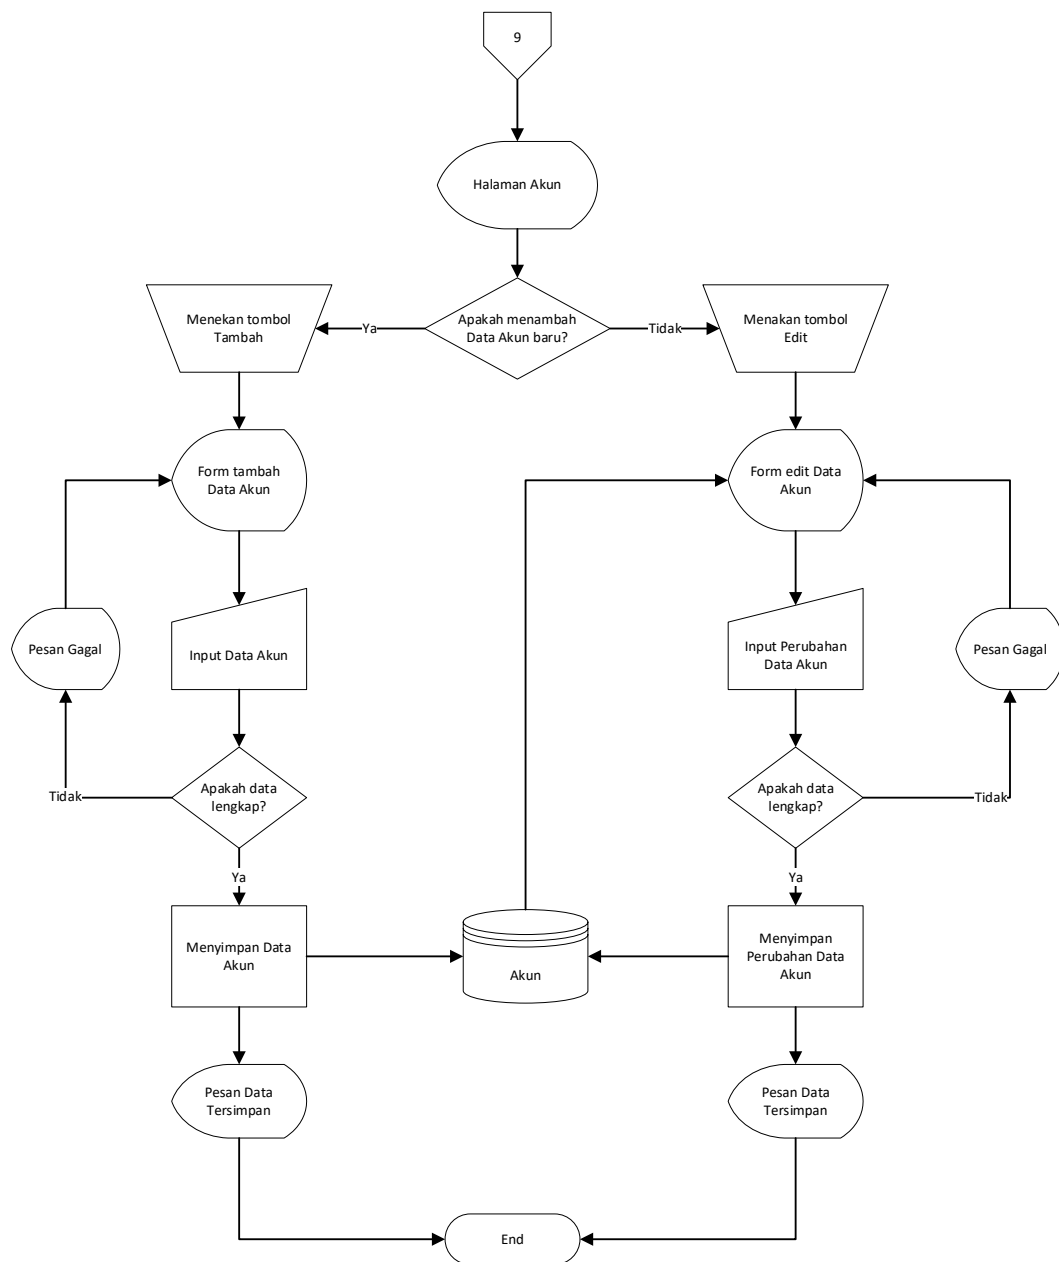 9
Halaman Akun
Menekan tombol
Tambah
Ya
Apakah menambah
Data Akun baru?
Tidak
Menakan tombol
Edit
Form tambah
Data Akun
Form edit Data
Akun
Pesan Gagal
Input Data Akun
Input Perubahan
Data Akun
Pesan Gagal
Tidak
Apakah data
lengkap?
Apakah data
lengkap?
Tidak
Ya
Ya
Menyimpan Data
Akun
Akun
Menyimpan
Perubahan Data
Akun
Pesan Data
Tersimpan
Pesan Data
Tersimpan
End